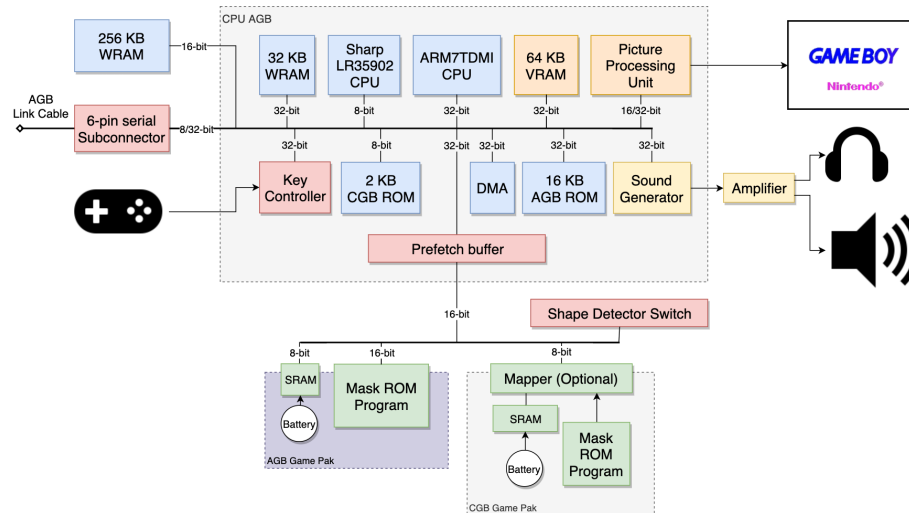 CPU AGB
256 KB
WRAM
16-bit
32 KB
WRAM
Sharp
LR35902
CPU
ARM7TDMI
CPU
64 KB
VRAM
Picture
Processing
Unit
GAME BOY
Nintendo®
32-bit
8-bit
32-bit
32-bit
16/32-bit
AGB
Link Cable
6-pin serial
Subconnector
8/32-bit
32-bit
8-bit
32-bit
32-bit
32-bit
32-bit
Key
Controller
2 KB
CGB ROM
DMA
16 KB
AGB ROM
Sound
Generator
Amplifier
Prefetch buffer
16-bit
Shape Detector Switch
8-bit
16-bit
8-bit
SRAM
Mask ROM
Program
Battery
AGB Game Pak
Mapper (Optional)
SRAM
Mask
ROM
Program
Battery
CGB Game Pak